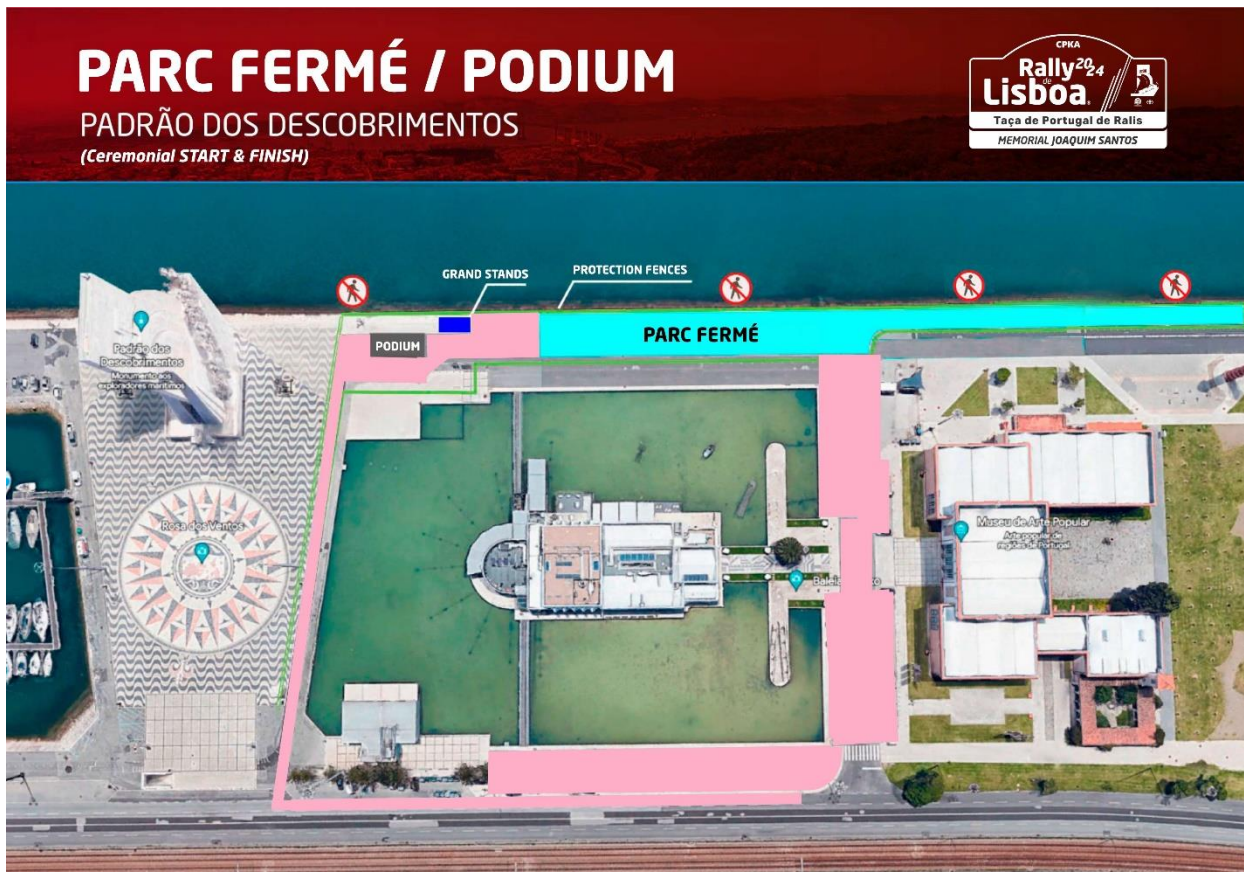 PARC FERMÉ / PODIUM
PADRÃO DOS DESCOBRIMENTOS
(Ceremonial START & FINISH)
CPKA
Rally 2024
de
Lisboa
Taça de Portugal de Ralis
MEMORIAL JOAQUIM SANTOS
GRAND STANDS
PROTECTION FENCES
PODIUM
PARC FERMÉ
Padrão dos
Descobrimentos
Monumento aos
exploradores marítimos
Rosa dos Ventos
Museu de Arte Popular
Arte popular de
regiões de Portugal